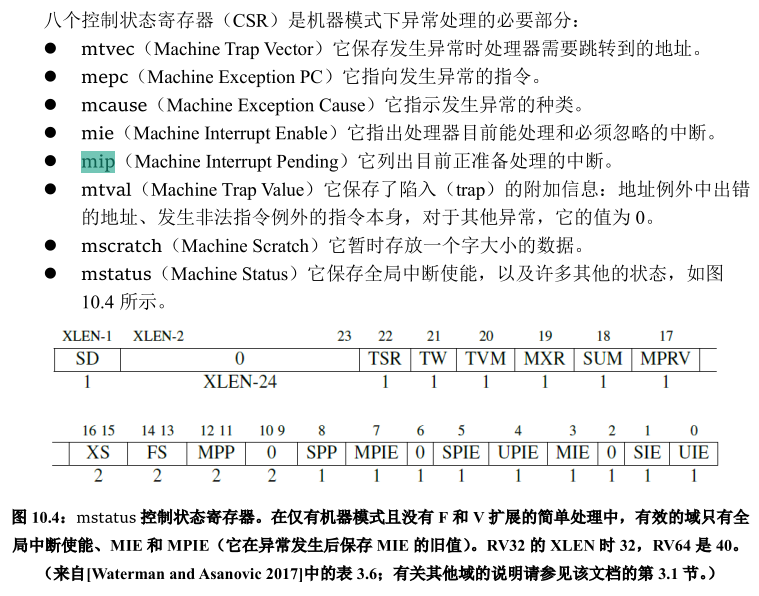 八个控制状态寄存器（CSR）是机器模式下异常处理的必要部分：
● mtvec（Machine Trap Vector）它保存发生异常时处理器需要跳转到的地址。
● mepc（Machine Exception PC）它指向发生异常的指令。
● mcause（Machine Exception Cause）它指示发生异常的种类。
● mie（Machine Interrupt Enable）它指出处理器目前能处理和必须忽略的中断。
● mip（Machine Interrupt Pending）它列出目前正准备处理的中断。
● mtval（Machine Trap Value）它保存了陷入（trap）的附加信息：地址例外中出错
的地址、发生非法指令例外的指令本身，对于其他异常，它的值为 0。
● mscratch（Machine Scratch）它暂时存放一个字大小的数据。
● mstatus（Machine Status）它保存全局中断使能，以及许多其他的状态，如图
10.4 所示。
XLEN-1 XLEN-2 23 22 21 20 19 18 17
SD 0 TSR TW TVM MXR SUM MPRV
1 XLEN-24 1 1 1 1 1 1
16 15 14 13 12 11 10 9 8 7 6 5 4 3 2 1 0
XS FS MPP 0 SPP MPIE 0 SPIE UPIE MIE 0 SIE UIE
2 2 2 2 1 1 1 1 1 1 1 1 1
图 10.4：mstatus 控制状态寄存器。在仅有机器模式且没有 F 和 V 扩展的简单处理中，有效的域只有全
局中断使能、MIE 和 MPIE（它在异常发生后保存 MIE 的旧值）。RV32 的 XLEN 时 32，RV64 是 40。
（来自[Waterman and Asanovic 2017]中的表 3.6；有关其他域的说明请参见该文档的第 3.1 节。）